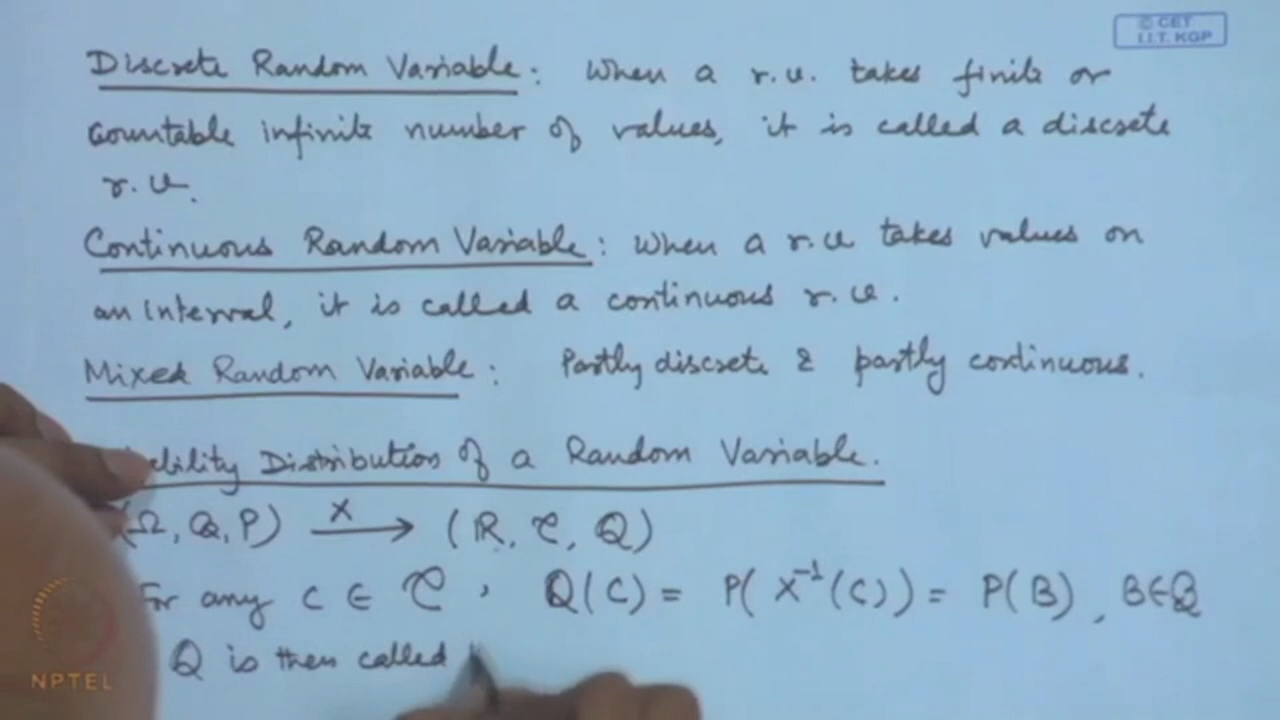 © CET
I.I.T. KGP
Discrete Random Variable: When a r.v. takes finite or
countable infinite number of values, it is called a discrete
r.v.
Continuous Random Variable: When a r.v takes values on
an interval, it is called a continuous r.v.
Mixed Random Variable: Partly discrete & partly continuous.
Distribution of a Random Variable.
(Ω, Q, P) X→ (R, 𝒞, Q)
For any C ∈ 𝒞, Q(C) = P(X⁻¹(C)) = P(B), B∈Q
Q is then called
NPTEL